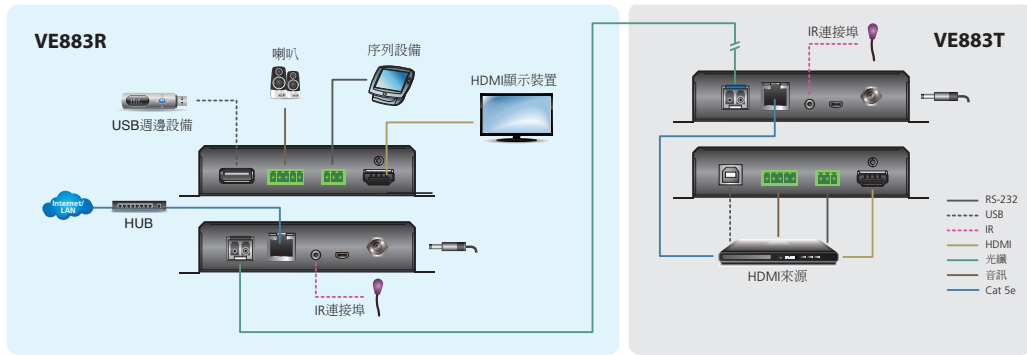 VE883R
喇叭
序列設備
HDMI顯示裝置
USB週邊設備
Internet/
LAN
HUB
IR連接埠
IR連接埠
VE883T
HDMI來源
RS-232
USB
IR
HDMI
光纖
音訊
Cat 5e